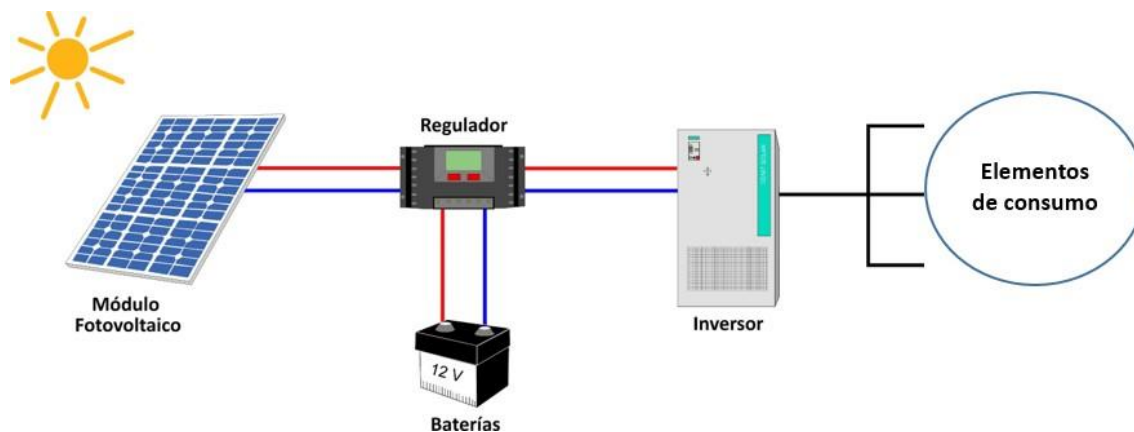 Regulador
Elementos
de consumo
Módulo
Fotovoltaico
Inversor
12 V
Baterías